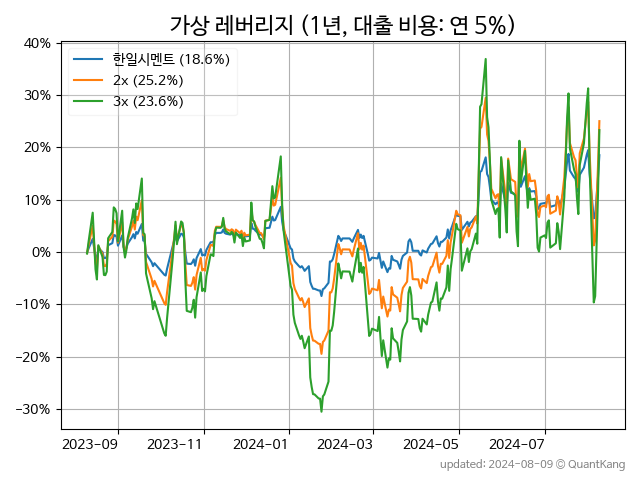 가상 레버리지 (1년, 대출 비용: 연 5%)
40%
30%
20%
10%
0%
−10%
−20%
−30%
한일시멘트 (18.6%)
2x (25.2%)
3x (23.6%)
2023-09
2023-11
2024-01
2024-03
2024-05
2024-07
updated: 2024-08-09 © QuantKang